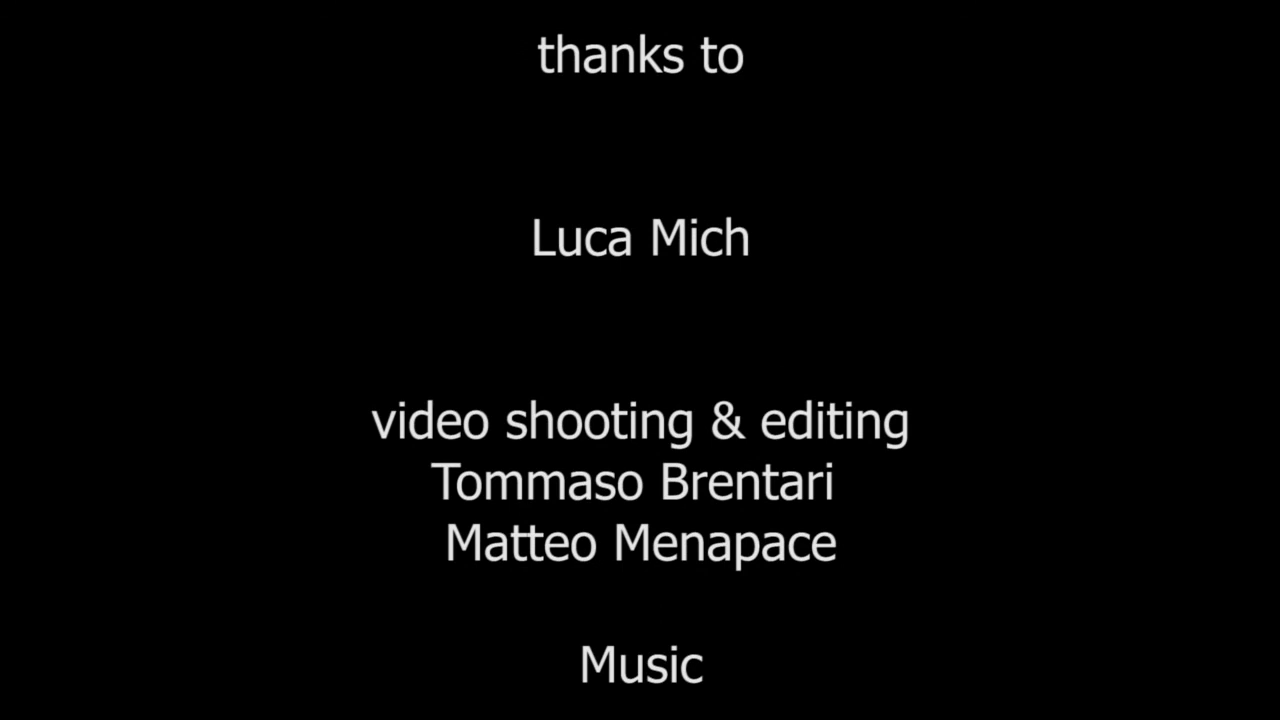 thanks to
Luca Mich
video shooting & editing
Tommaso Brentari
Matteo Menapace
Music